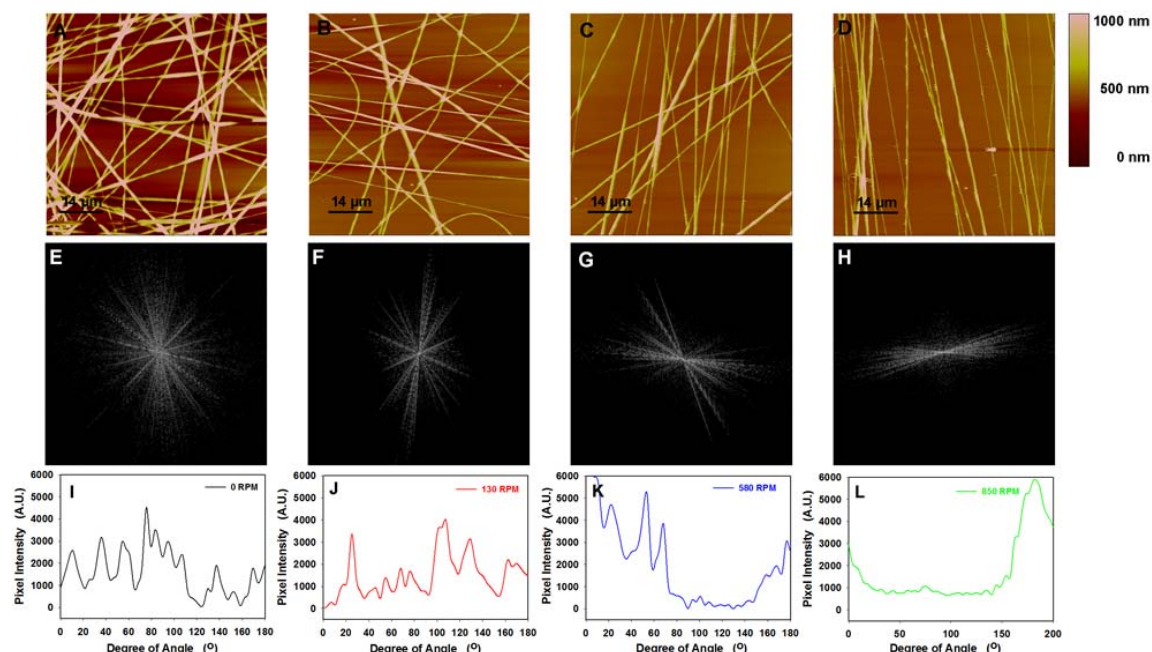 A
B
C
D
14 µm
14 µm
14 µm
14 µm
1000 nm
500 nm
0 nm
E
F
G
H
I
0 RPM
Pixel Intensity (A.U.)
6000
5000
4000
3000
2000
1000
0
0 20 40 60 80 100 120 140 160 180
Degree of Angle (O)
J
130 RPM
Pixel Intensity (A.U.)
6000
5000
4000
3000
2000
1000
0
0 20 40 60 80 100 120 140 160 180
Degree of Angle (O)
K
580 RPM
Pixel Intensity (A.U.)
6000
5000
4000
3000
2000
1000
0
0 20 40 60 80 100 120 140 160 180
Degree of Angle (O)
L
850 RPM
Pixel Intensity (A.U.)
6000
5000
4000
3000
2000
1000
0
0 50 100 150 200
Degree of Angle (O)